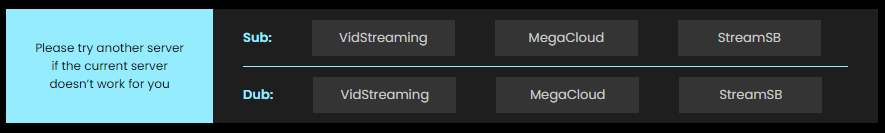 Please try another server
if the current server
doesn’t work for you
Sub: VidStreaming MegaCloud StreamSB
Dub: VidStreaming MegaCloud StreamSB